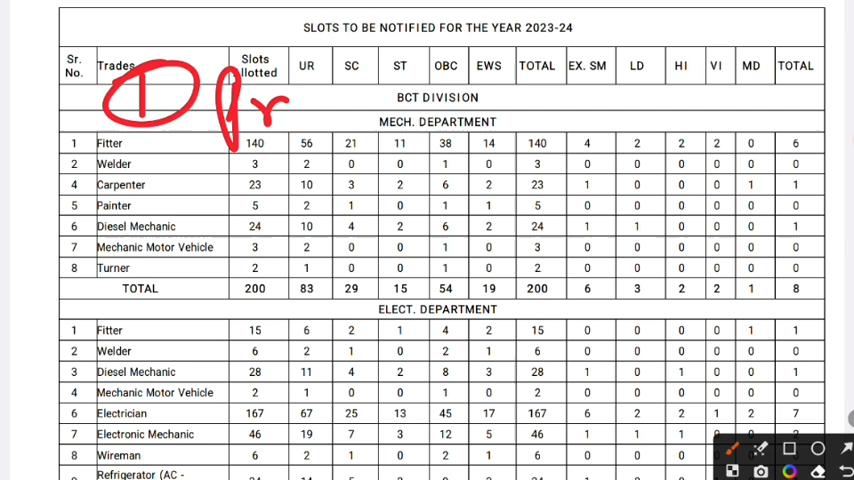 SLOTS TO BE NOTIFIED FOR THE YEAR 2023-24
Sr. No. Trades Slots llotted UR SC ST OBC EWS TOTAL EX. SM LD HI VI MD TOTAL
BCT DIVISION
MECH. DEPARTMENT
1 Fitter 140 56 21 11 38 14 140 4 2 2 2 0 6
2 Welder 3 2 0 0 1 0 3 0 0 0 0 0 0
4 Carpenter 23 10 3 2 6 2 23 1 0 0 0 1 1
5 Painter 5 2 1 0 1 1 5 0 0 0 0 0 0
6 Diesel Mechanic 24 10 4 2 6 2 24 1 1 0 0 0 1
7 Mechanic Motor Vehicle 3 2 0 0 1 0 3 0 0 0 0 0 0
8 Turner 2 1 0 0 1 0 2 0 0 0 0 0 0
TOTAL 200 83 29 15 54 19 200 6 3 2 2 1 8
ELECT. DEPARTMENT
1 Fitter 15 6 2 1 4 2 15 0 0 0 0 1 1
2 Welder 6 2 1 0 2 1 6 0 0 0 0 0 0
3 Diesel Mechanic 28 11 4 2 8 3 28 1 0 1 0 0 1
4 Mechanic Motor Vehicle 2 1 0 0 1 0 2 0 0 0 0 0 0
6 Electrician 167 67 25 13 45 17 167 6 2 2 1 2 7
7 Electronic Mechanic 46 19 7 3 12 5 46 1 1 1
8 Wireman 6 2 1 0 2 1 6 0 0 0
Refrigerator (AC -